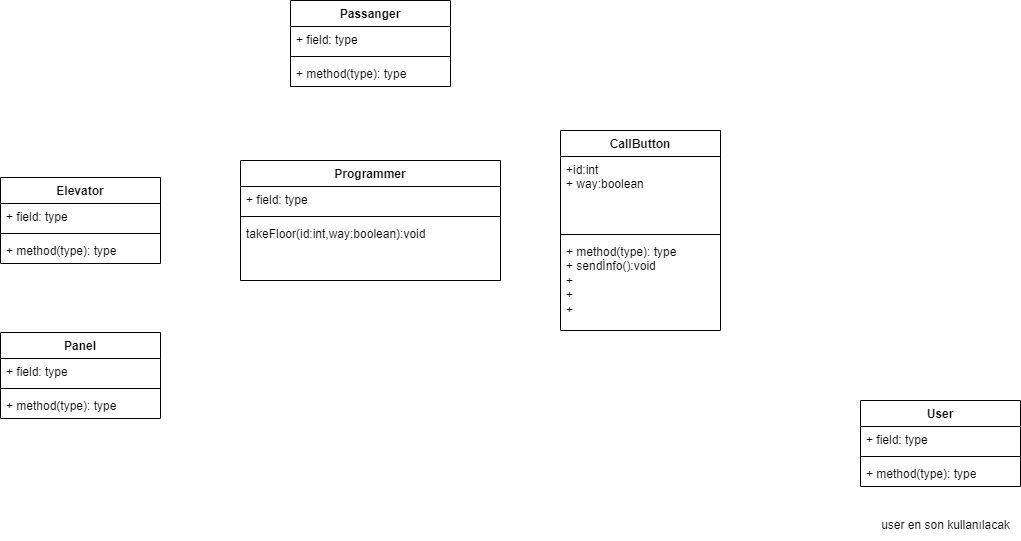 Passanger
+ field: type
+ method(type): type
CallButton
+id:int
+ way:boolean
+ method(type): type
+ sendİnfo():void
+
+
+
Programmer
+ field: type
takeFloor(id:int,way:boolean):void
Elevator
+ field: type
+ method(type): type
Panel
+ field: type
+ method(type): type
User
+ field: type
+ method(type): type
user en son kullanılacak